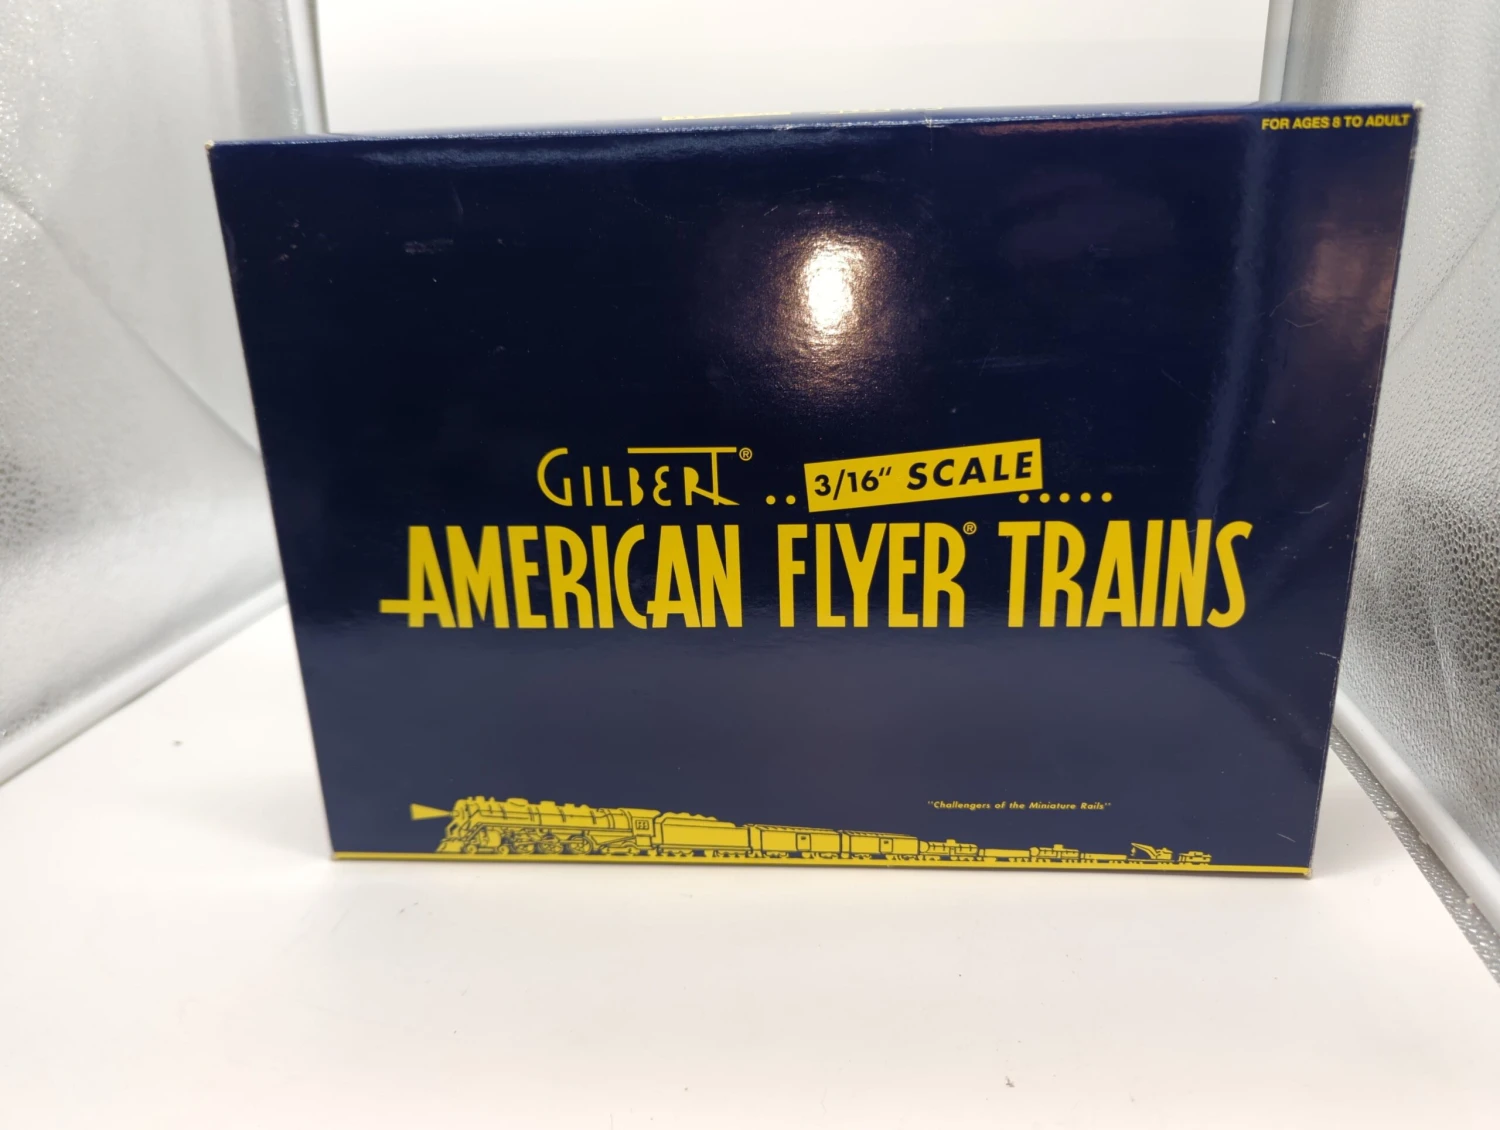 FOR AGES 8 TO ADULT
GILBERT® ..3/16" SCALE.....
AMERICAN FLYER® TRAINS
"Challengers of the Miniature Rails"